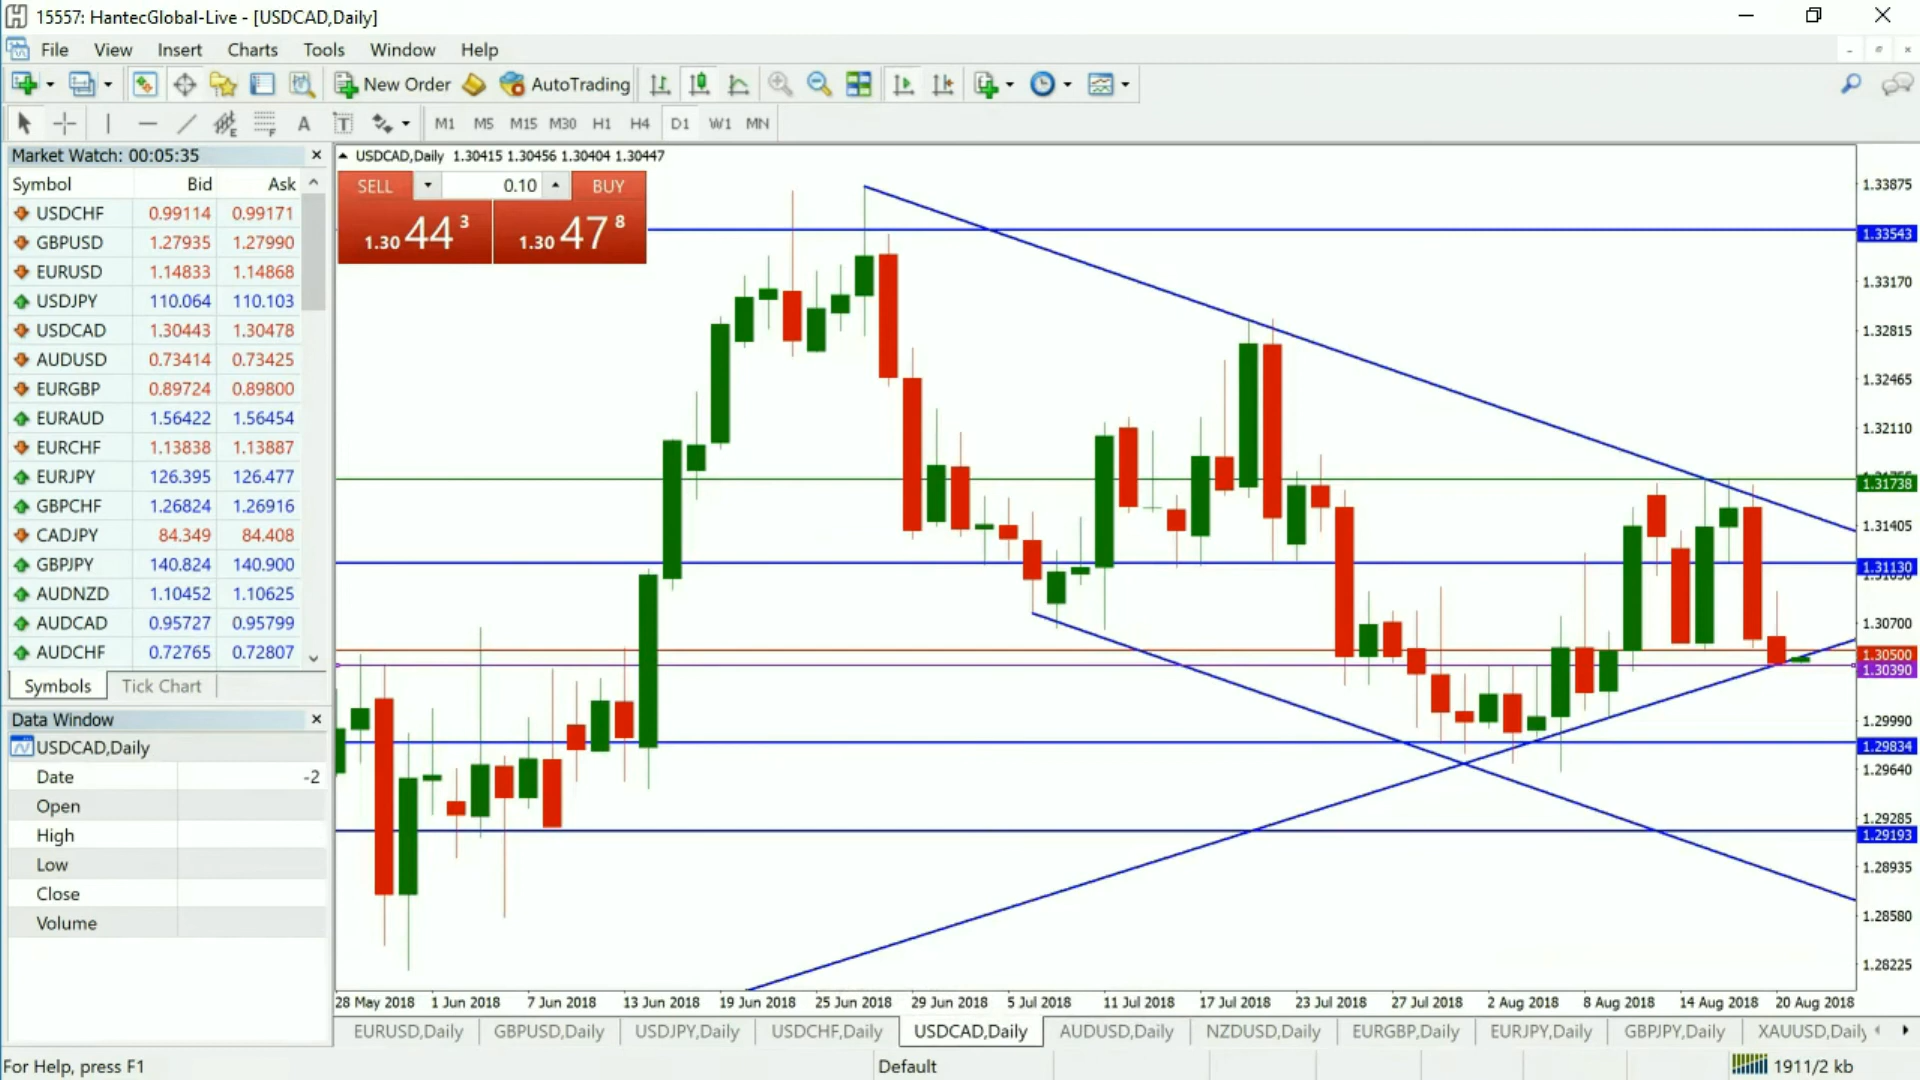 15557: HantecGlobal-Live - [USDCAD,Daily]
File View Insert Charts Tools Window Help
New Order AutoTrading
E F A T M1 M5 M15 M30 H1 H4 D1 W1 MN
Market Watch: 00:05:35
Symbol Bid Ask
USDCHF 0.99114 0.99171
GBPUSD 1.27935 1.27990
EURUSD 1.14833 1.14868
USDJPY 110.064 110.103
USDCAD 1.30443 1.30478
AUDUSD 0.73414 0.73425
EURGBP 0.89724 0.89800
EURAUD 1.56422 1.56454
EURCHF 1.13838 1.13887
EURJPY 126.395 126.477
GBPCHF 1.26824 1.26916
CADJPY 84.349 84.408
GBPJPY 140.824 140.900
AUDNZD 1.10452 1.10625
AUDCAD 0.95727 0.95799
AUDCHF 0.72765 0.72807
Symbols Tick Chart
Data Window
USDCAD,Daily
Date -2
Open
High
Low
Close
Volume
USDCAD,Daily 1.30415 1.30456 1.30404 1.30447
SELL 0.10 BUY
1.30 44 3 1.30 47 8
1.33875
1.33543
1.33170
1.32815
1.32465
1.32110
1.31738
1.31405
1.31130
1.30700
1.30500
1.30390
1.29990
1.29834
1.29640
1.29285
1.29193
1.28935
1.28580
1.28225
28 May 2018 1 Jun 2018 7 Jun 2018 13 Jun 2018 19 Jun 2018 25 Jun 2018 29 Jun 2018 5 Jul 2018 11 Jul 2018 17 Jul 2018 23 Jul 2018 27 Jul 2018 2 Aug 2018 8 Aug 2018 14 Aug 2018 20 Aug 2018
EURUSD,Daily GBPUSD,Daily USDJPY,Daily USDCHF,Daily USDCAD,Daily AUDUSD,Daily NZDUSD,Daily EURGBP,Daily EURJPY,Daily GBPJPY,Daily XAUUSD,Daily
For Help, press F1 Default 1911/2 kb